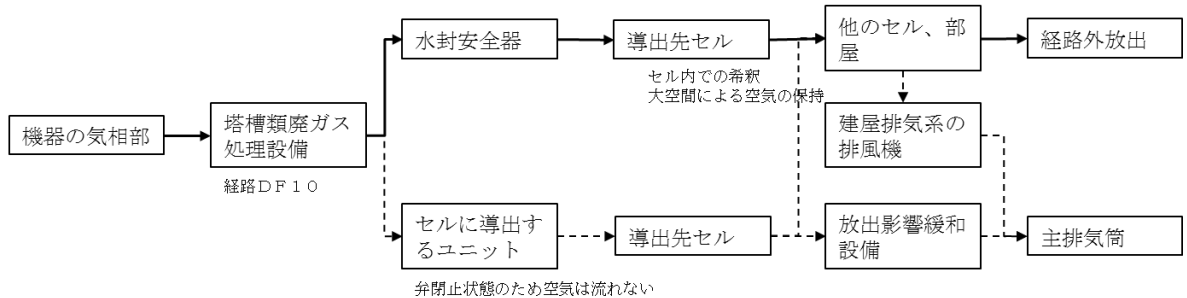 水封安全器
導出先セル
他のセル、部
屋
経路外放出
セル内での希釈
大空間による空気の保持
機器の気相部
塔槽類廃ガス
処理設備
経路ＤＦ１０
建屋排気系の
排風機
セルに導出す
るユニット
導出先セル
放出影響緩和
設備
主排気筒
弁閉止状態のため空気は流れない